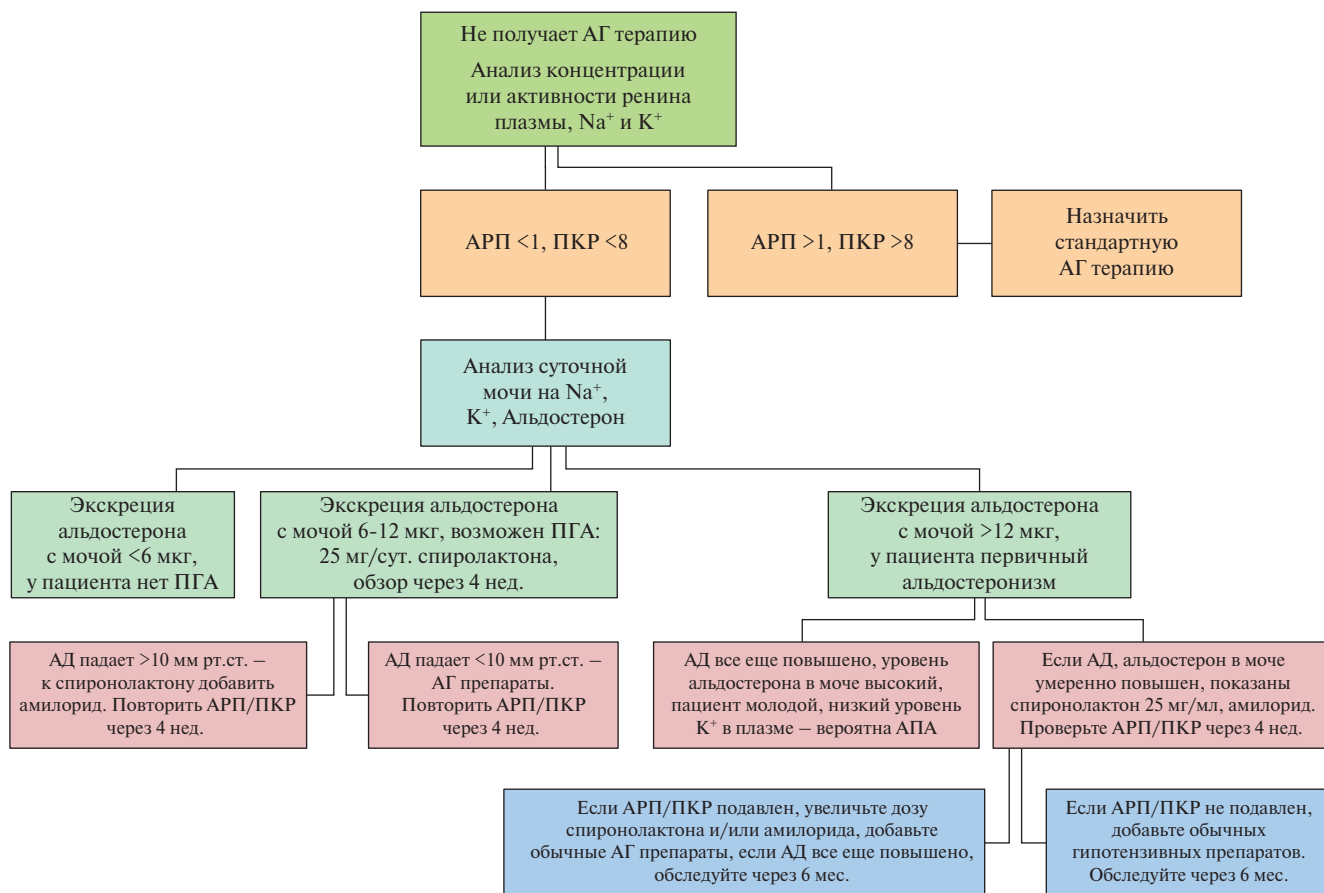 Не получает АГ терапию
Анализ концентрации
или активности ренина
плазмы, Na⁺ и K⁺
АРП <1, ПКР <8
АРП >1, ПКР >8
Назначить
стандартную
АГ терапию
Анализ суточной
мочи на Na⁺,
K⁺, Альдостерон
Экскреция
альдостерона
с мочой <6 мкг,
у пациента нет ПГА
Экскреция альдостерона
с мочой 6-12 мкг, возможен ПГА:
25 мг/сут. спиролактона,
обзор через 4 нед.
Экскреция альдостерона
с мочой >12 мкг,
у пациента первичный
альдостеронизм
АД падает >10 мм рт.ст. –
к спиронолактону добавить
амилорид. Повторить АРП/ПКР
через 4 нед.
АД падает <10 мм рт.ст. –
АГ препараты.
Повторить АРП/ПКР
через 4 нед.
АД все еще повышено, уровень
альдостерона в моче высокий,
пациент молодой, низкий уровень
K⁺ в плазме – вероятна АПА
Если АД, альдостерон в моче
умеренно повышен, показаны
спиронолактон 25 мг/мл, амилорид.
Проверьте АРП/ПКР через 4 нед.
Если АРП/ПКР подавлен, увеличьте дозу
спиронолактона и/или амилорида, добавьте
обычные АГ препараты, если АД все еще повышено,
обследуйте через 6 мес.
Если АРП/ПКР не подавлен,
добавьте обычных
гипотензивных препаратов.
Обследуйте через 6 мес.